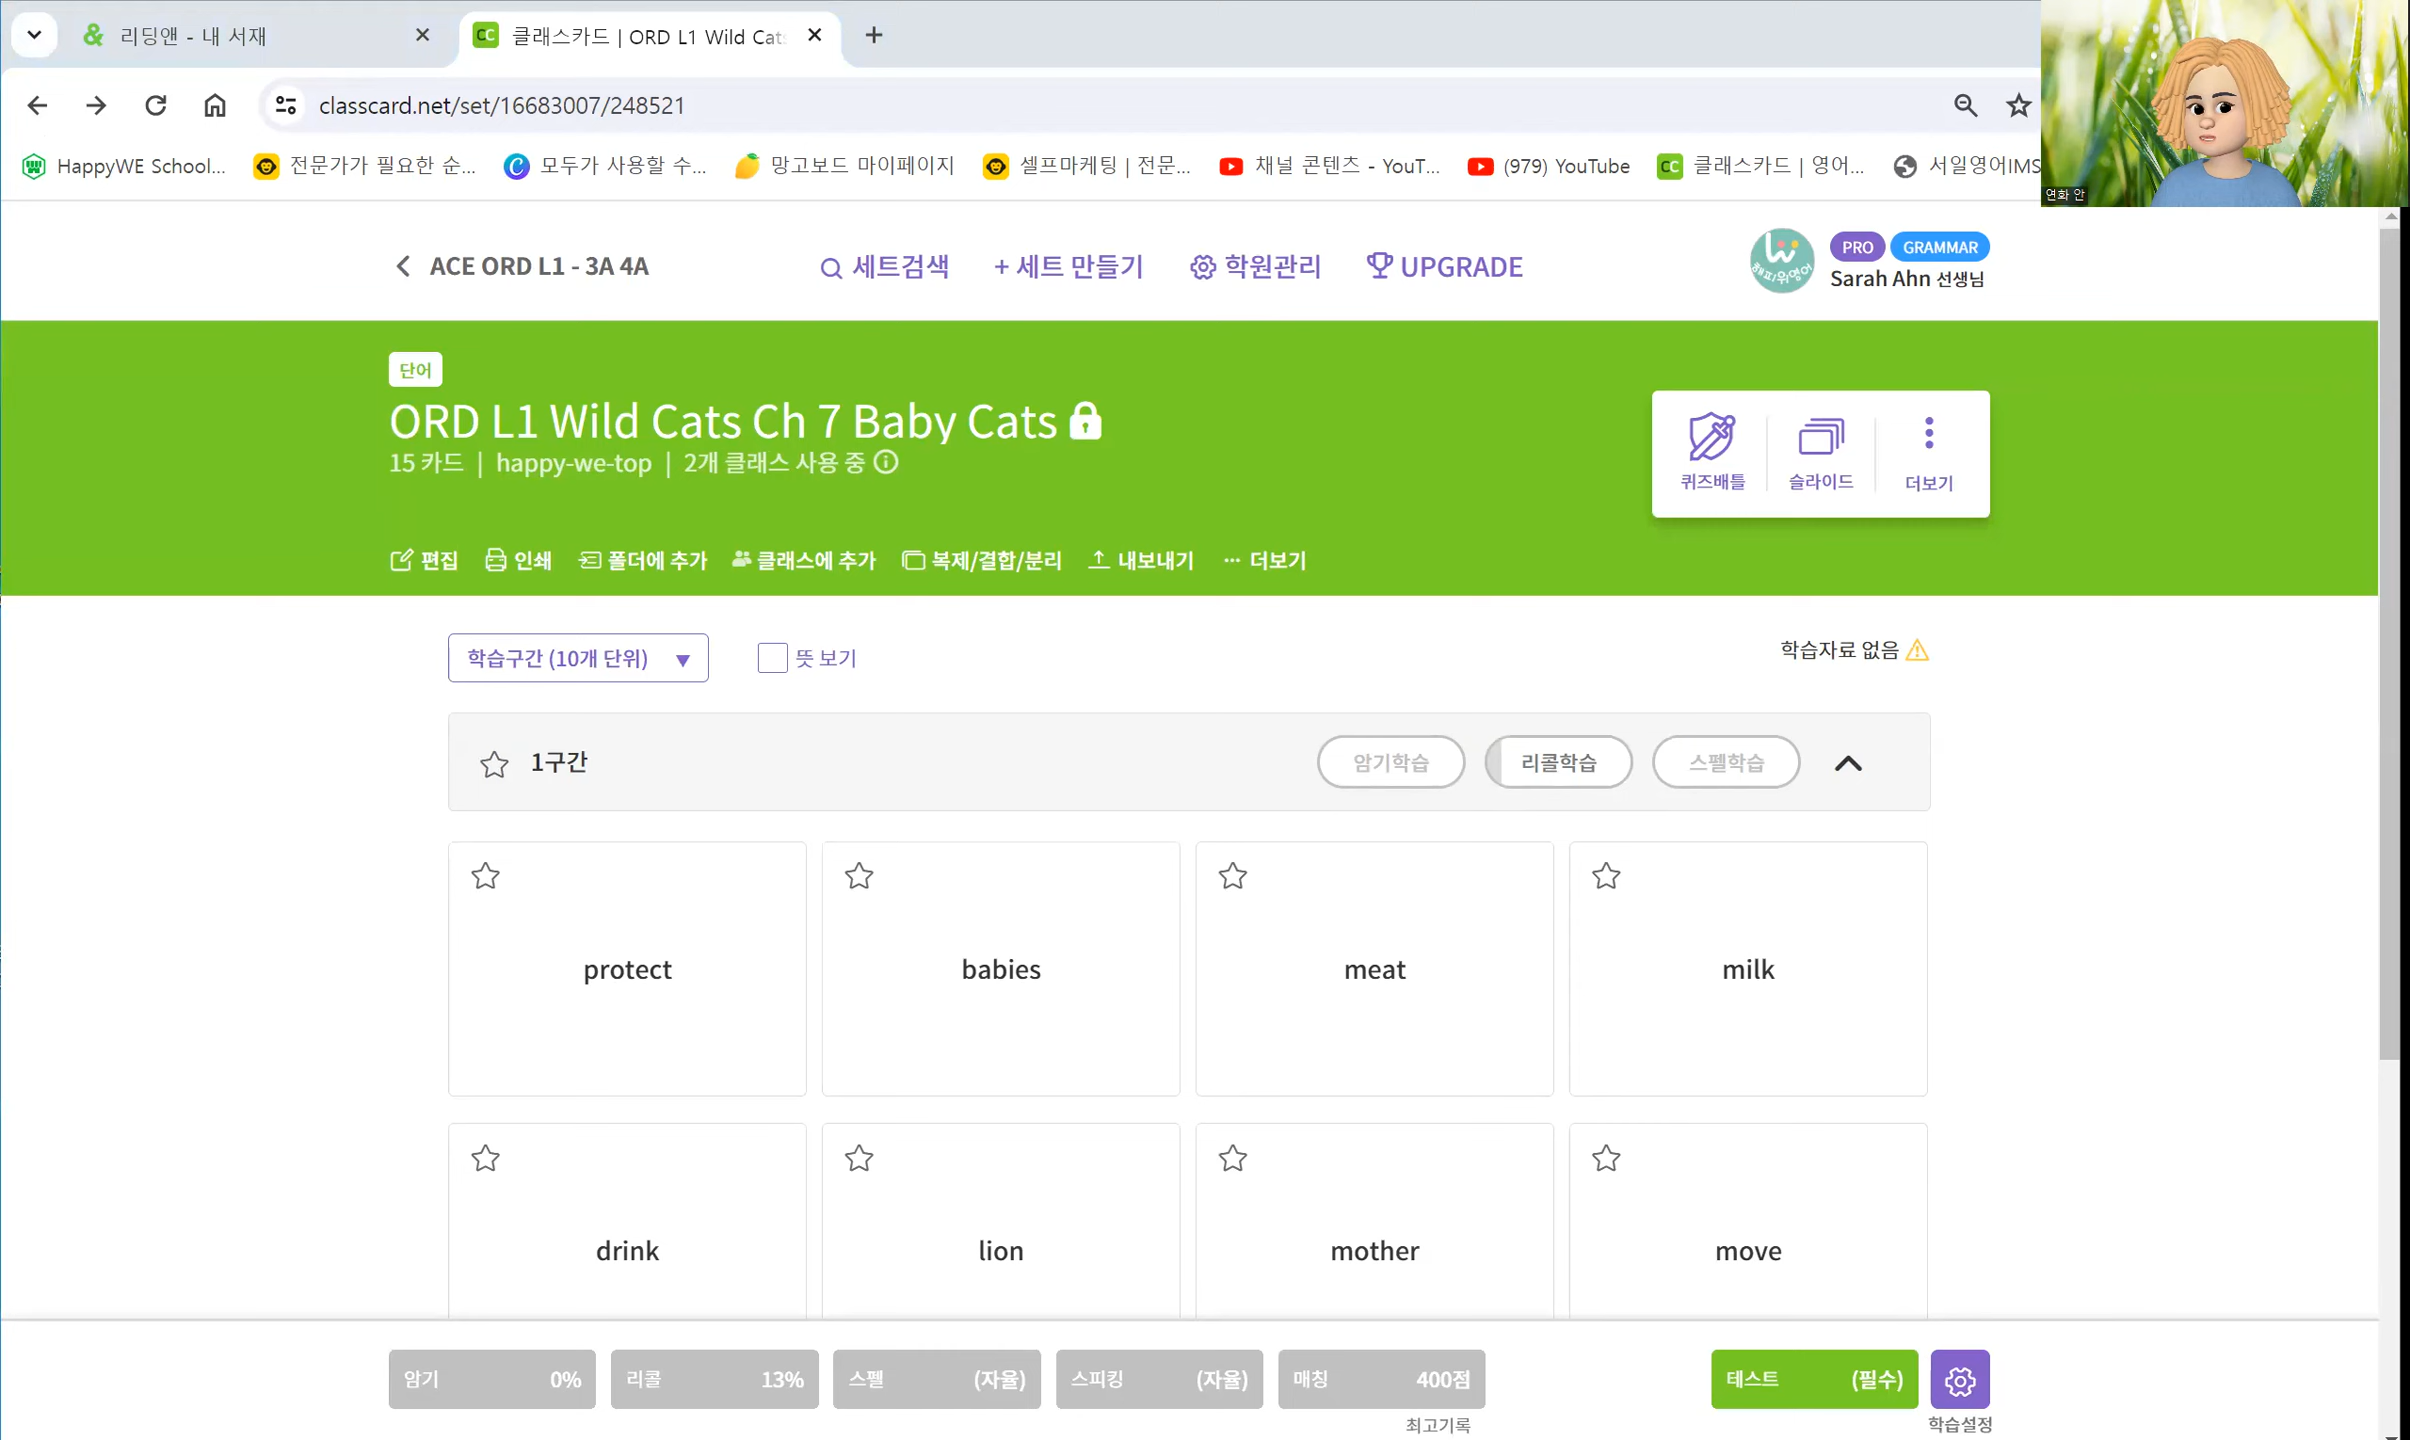 리딩앤 - 내 서재
클래스카드 | ORD L1 Wild Cat
classcard.net/set/16683007/248521
HappyWE School...
전문가가 필요한 순...
모두가 사용할 수...
망고보드 마이페이지
셀프마케팅 | 전문...
채널 콘텐츠 - YouT...
(979) YouTube
CC 클래스카드 | 영어...
서일영어IMS
연화 안
ACE ORD L1 - 3A 4A
세트검색
+ 세트 만들기
학원관리
UPGRADE
해피/위영어
PRO GRAMMAR
Sarah Ahn 선생님
단어
ORD L1 Wild Cats Ch 7 Baby Cats
15 카드 | happy-we-top | 2개 클래스 사용 중
퀴즈배틀
슬라이드
더보기
편집
인쇄
폴더에 추가
클래스에 추가
복제/결합/분리
내보내기
··· 더보기
학습구간 (10개 단위) ▼
뜻 보기
학습자료 없음
1구간
암기학습
리콜학습
스펠학습
protect
babies
meat
milk
drink
lion
mother
move
암기 0%
리콜 13%
스펠 (자율)
스피킹 (자율)
매칭 400점
최고기록
테스트 (필수)
학습설정